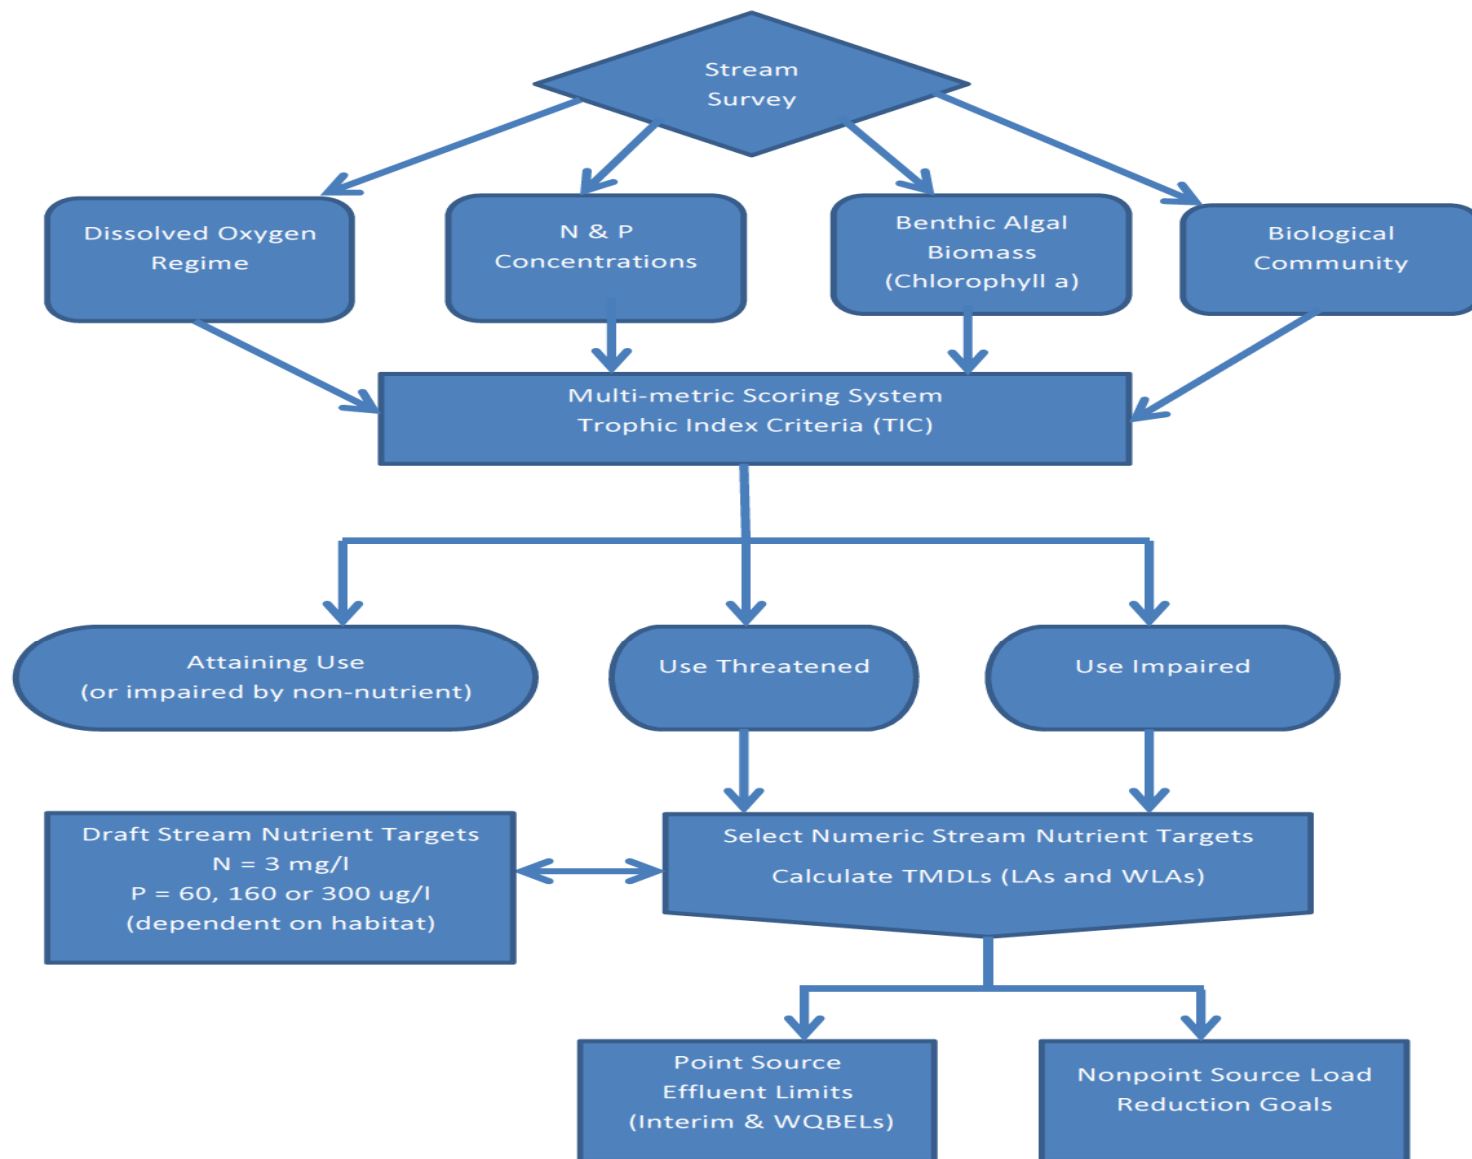 Stream
Survey
Dissolved Oxygen
Regime
N & P
Concentrations
Benthic Algal
Biomass
(Chlorophyll a)
Biological
Community
Multi-metric Scoring System
Trophic Index Criteria (TIC)
Attaining Use
(or impaired by non-nutrient)
Use Threatened
Use Impaired
Draft Stream Nutrient Targets
N = 3 mg/l
P = 60, 160 or 300 ug/l
(dependent on habitat)
Select Numeric Stream Nutrient Targets
Calculate TMDLs (LAs and WLAs)
Point Source
Effluent Limits
(Interim & WQBELs)
Nonpoint Source Load
Reduction Goals